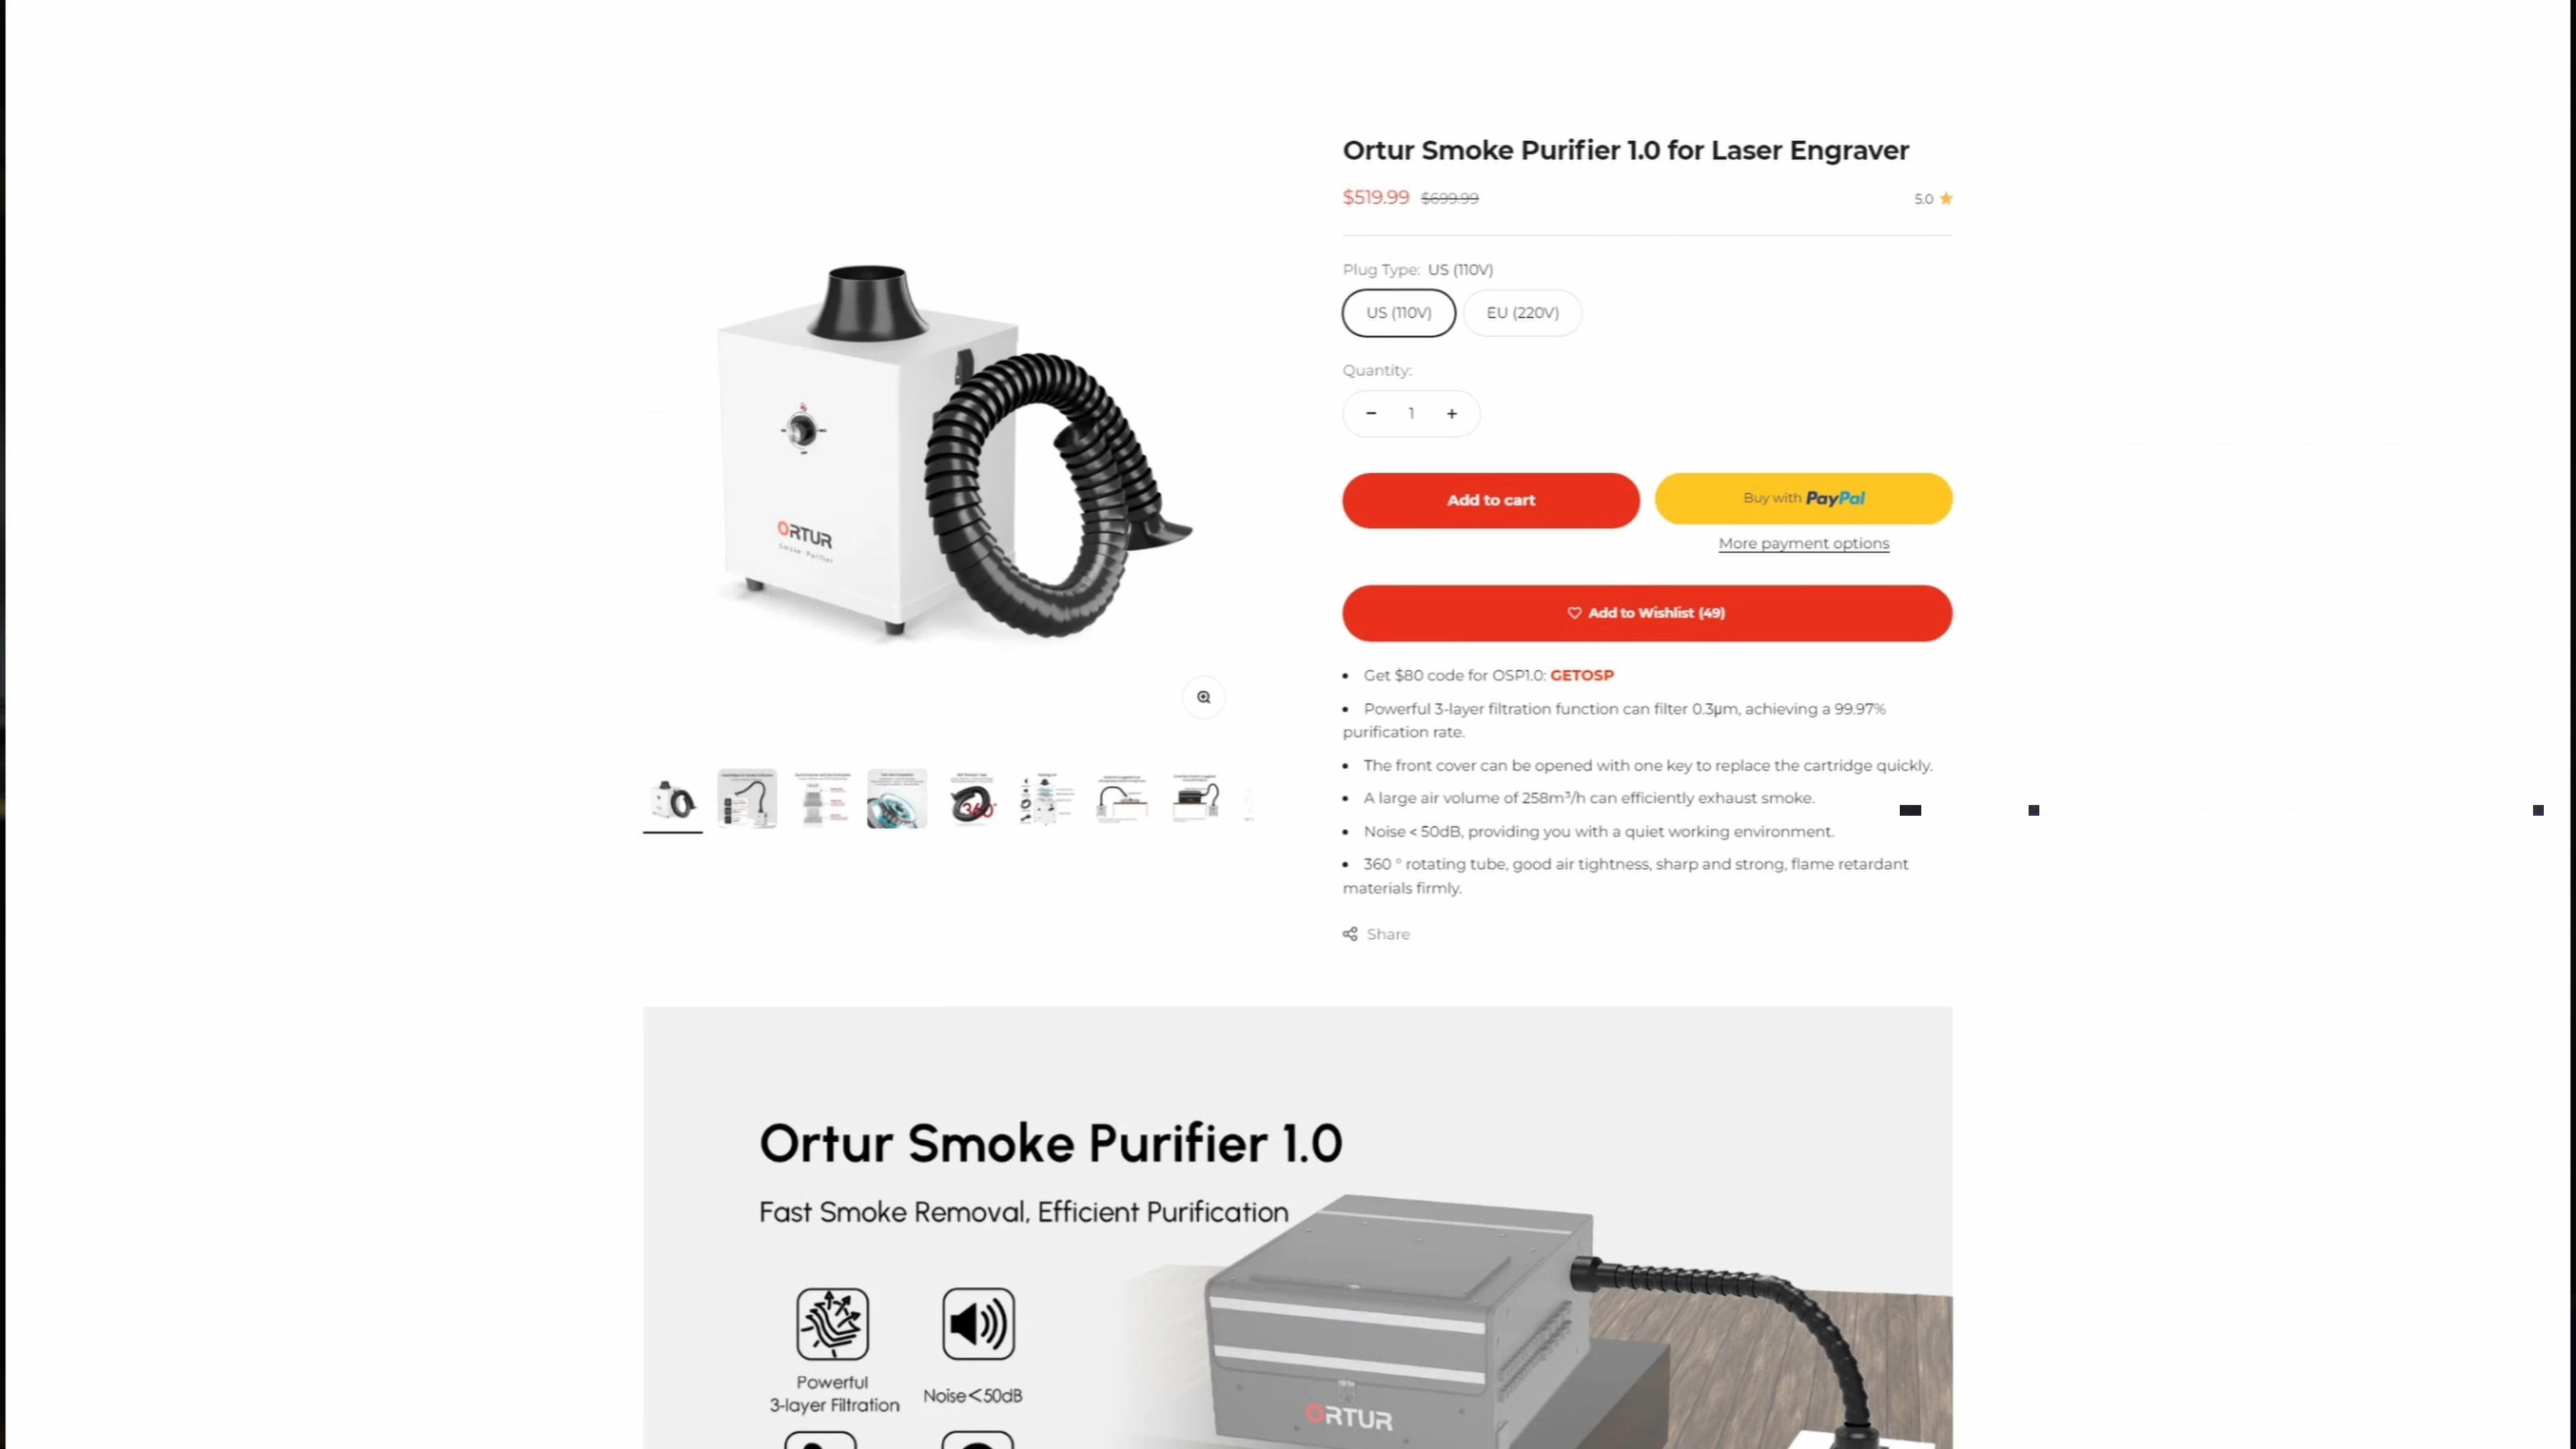 Ortur Smoke Purifier 1.0 for Laser Engraver
$519.99 $699.99
5.0
Plug Type: US (110V)
US (110V) EU (220V)
Quantity:
− 1 +
Add to cart
Buy with PayPal
More payment options
Add to Wishlist (49)
ORTUR
Smoke Purifier
• Get $80 code for OSP1.0: GETOSP
• Powerful 3-layer filtration function can filter 0.3μm, achieving a 99.97%
purification rate.
• The front cover can be opened with one key to replace the cartridge quickly.
• A large air volume of 258m³/h can efficiently exhaust smoke.
• Noise < 50dB, providing you with a quiet working environment.
• 360 ° rotating tube, good air tightness, sharp and strong, flame retardant
materials firmly.
Share
360°
Ortur Smoke Purifier 1.0
Fast Smoke Removal, Efficient Purification
Powerful
3-layer Filtration
Noise<50dB
ORTUR